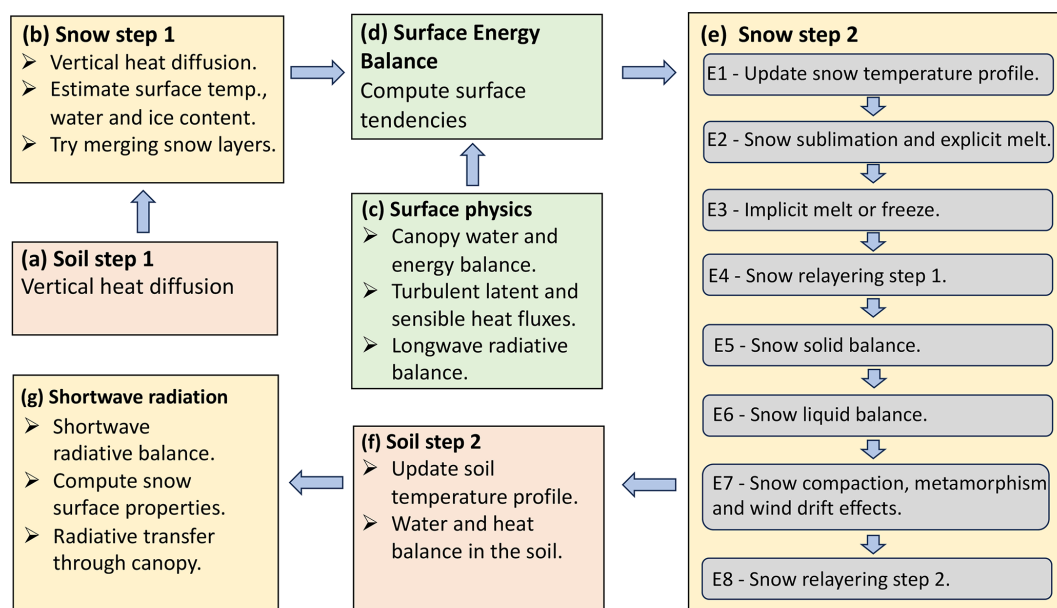 (b) Snow step 1
➢ Vertical heat diffusion.
➢ Estimate surface temp.,
water and ice content.
➢ Try merging snow layers.
(d) Surface Energy
Balance
Compute surface
tendencies
(e) Snow step 2
E1 - Update snow temperature profile.
E2 - Snow sublimation and explicit melt.
E3 - Implicit melt or freeze.
E4 - Snow relayering step 1.
E5 - Snow solid balance.
E6 - Snow liquid balance.
E7 - Snow compaction, metamorphism
and wind drift effects.
E8 - Snow relayering step 2.
(a) Soil step 1
Vertical heat diffusion
(c) Surface physics
➢ Canopy water and
energy balance.
➢ Turbulent latent and
sensible heat fluxes.
➢ Longwave radiative
balance.
(g) Shortwave radiation
➢ Shortwave
radiative balance.
➢ Compute snow
surface properties.
➢ Radiative transfer
through canopy.
(f) Soil step 2
➢ Update soil
temperature profile.
➢ Water and heat
balance in the soil.